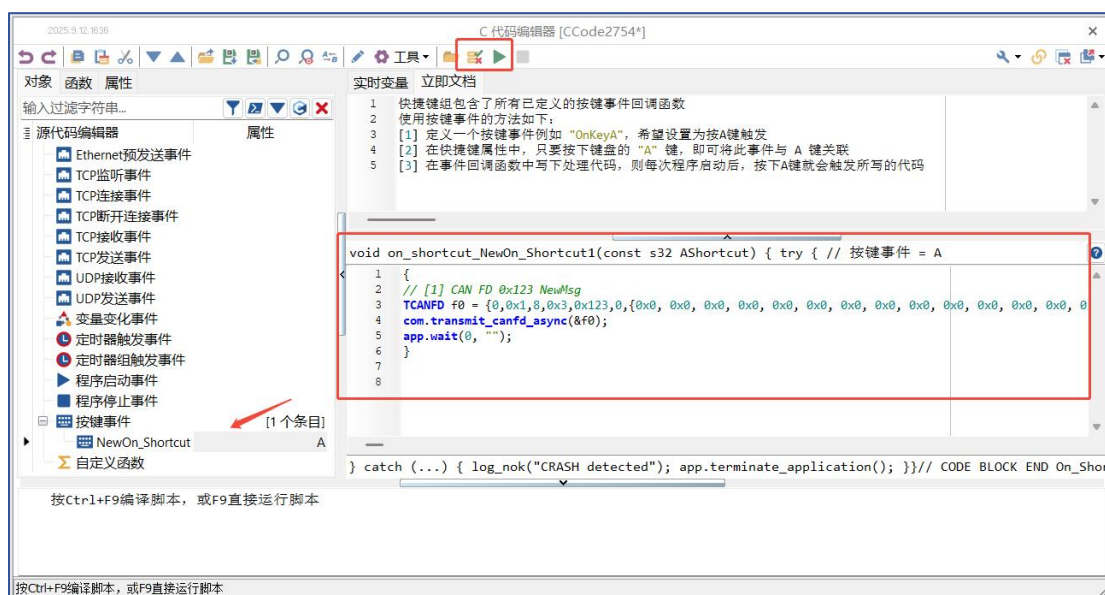 2025.9.12.1636
C 代码编辑器 [CCode2754*]
工具
对象 函数 属性
实时变量 立即文档
输入过滤字符串...
源代码编辑器 属性
Ethernet预发送事件
TCP监听事件
TCP连接事件
TCP断开连接事件
TCP接收事件
TCP发送事件
UDP接收事件
UDP发送事件
变量变化事件
定时器触发事件
定时器组触发事件
程序启动事件
程序停止事件
按键事件 [1 个条目]
NewOn_Shortcut A
自定义函数
1 快捷键组包含了所有已定义的按键事件回调函数
2 使用按键事件的方法如下:
3 [1] 定义一个按键事件例如 "OnKeyA", 希望设置为按A键触发
4 [2] 在快捷键属性中, 只要按下键盘的 "A" 键, 即可将此事件与 A 键关联
5 [3] 在事件回调函数中写下处理代码, 则每次程序启动后, 按下A键就会触发所写的代码
void on_shortcut_NewOn_Shortcut1(const s32 AShortcut) { try { // 按键事件 = A
1 {
2 // [1] CAN FD 0x123 NewMsg
3 TCANFD f0 = {0,0x1,8,0x3,0x123,0,{0x0, 0x0, 0x0, 0x0, 0x0, 0x0, 0x0, 0x0, 0x0, 0x0, 0x0, 0x0, 0
4 com.transmit_canfd_async(&f0);
5 app.wait(0, "");
6 }
7
8
} catch (...) { log_nok("CRASH detected"); app.terminate_application(); }}// CODE BLOCK END On_Shor
按Ctrl+F9编译脚本, 或F9直接运行脚本
按Ctrl+F9编译脚本, 或F9直接运行脚本